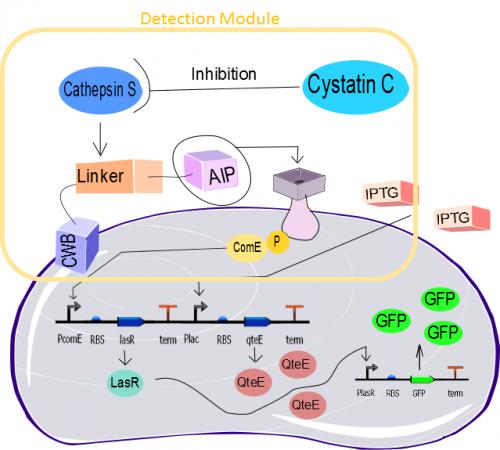 Detection Module
Cathepsin S
Inhibition
Cystatin C
Linker
AIP
IPTG
IPTG
CWB
ComE
P
GFP
GFP
GFP
PcomE RBS lasR term Plac RBS qteE term
LasR
QteE
QteE
QteE
PlasR RBS GFP term